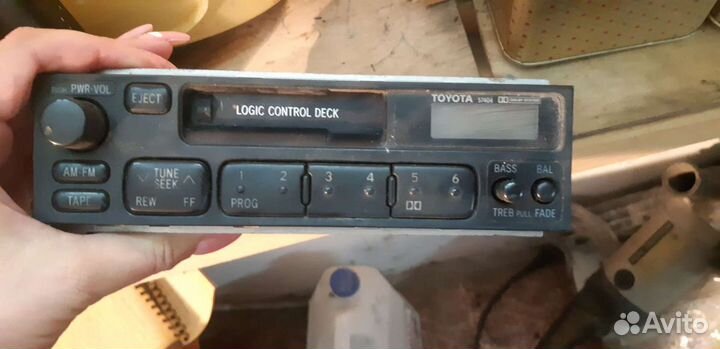 PUSH PWR·VOL
EJECT
LOGIC CONTROL DECK
TOYOTA 57404
AM·FM
TUNE
SEEK
REW FF
TAPE
1 2 3 4 5 6
PROG
BASS BAL
TREB PULL FADE
Avito